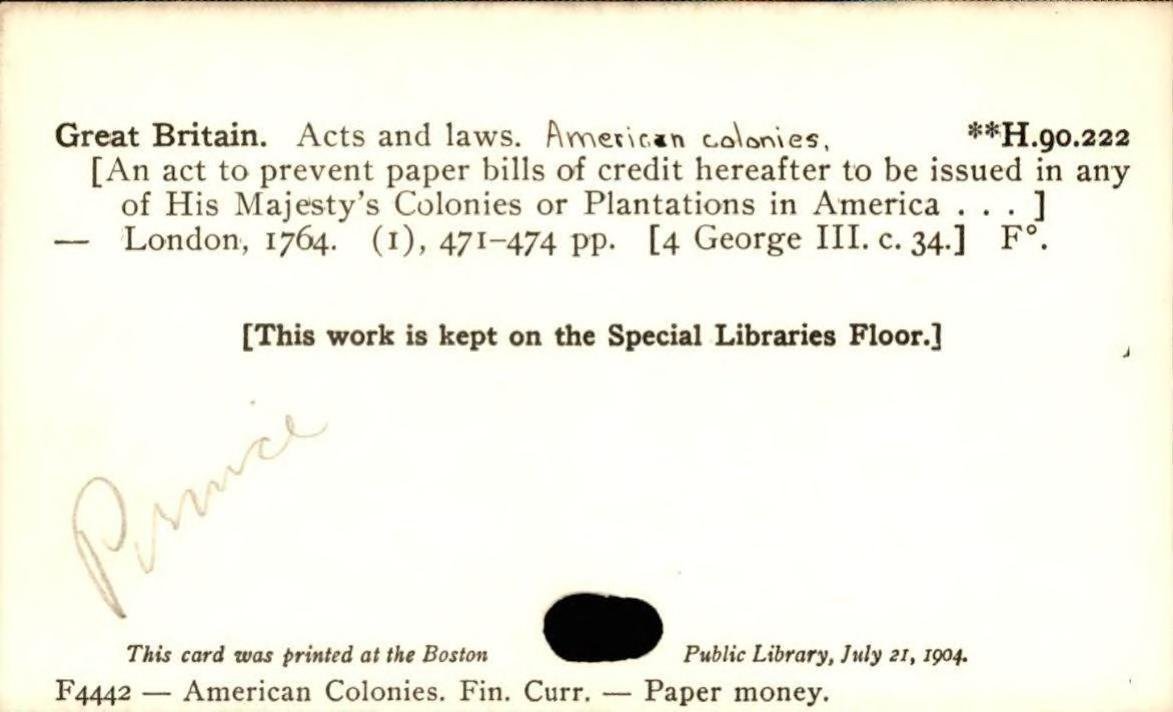 Great Britain. Acts and laws. American colonies. **H.90.222
[An act to prevent paper bills of credit hereafter to be issued in any
of His Majesty's Colonies or Plantations in America . . . ]
— London, 1764. (1), 471–474 pp. [4 George III. c. 34.] F°.
[This work is kept on the Special Libraries Floor.]
This card was printed at the Boston Public Library, July 21, 1904.
F4442 — American Colonies. Fin. Curr. — Paper money.